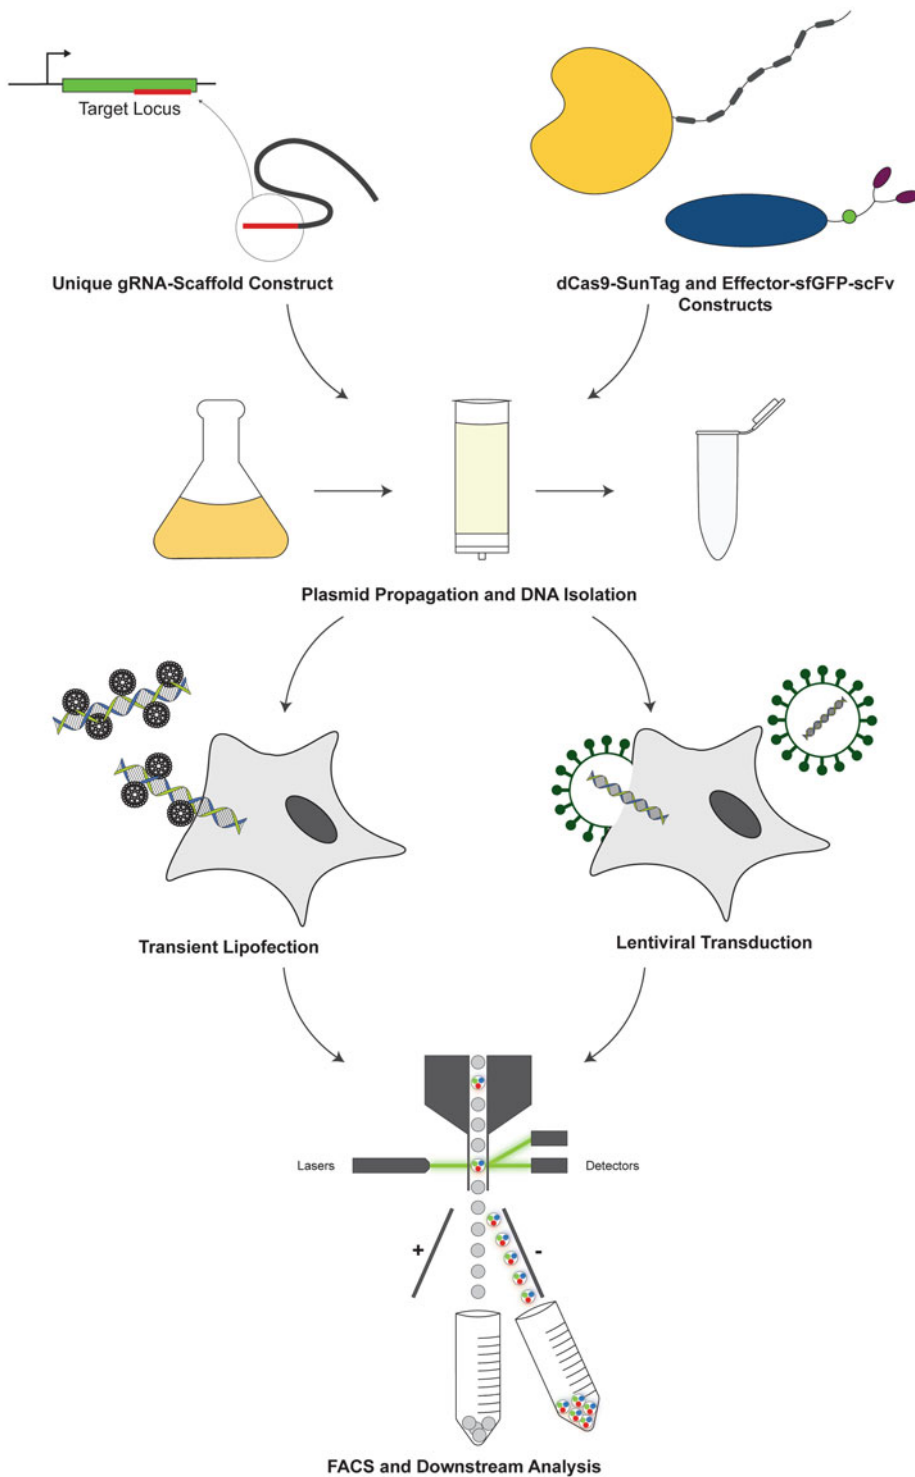 Target Locus
Unique gRNA-Scaffold Construct
dCas9-SunTag and Effector-sfGFP-scFv
Constructs
Plasmid Propagation and DNA Isolation
Transient Lipofection
Lentiviral Transduction
Lasers
Detectors
+
-
FACS and Downstream Analysis